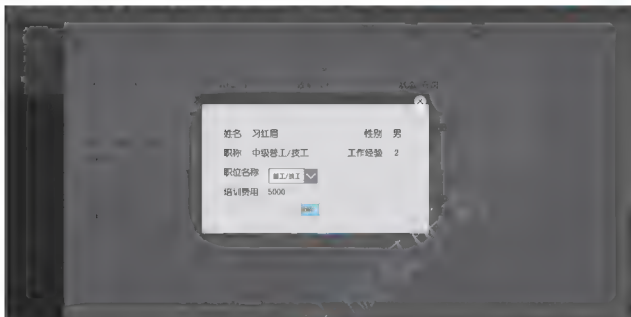 姓名 习红恩 性别 男
职称 中级普工/技工 工作经验 2
职位名称 普工/技工
培训费用 5000